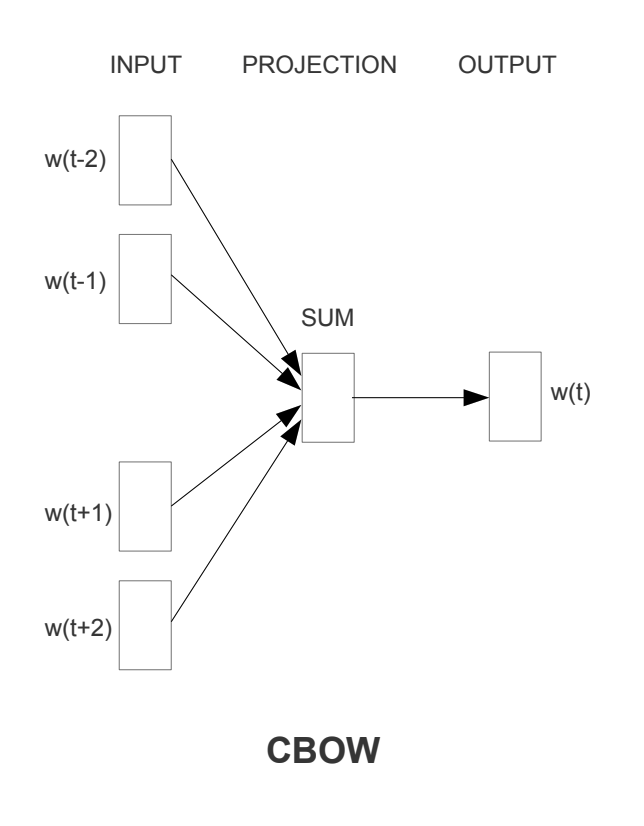 INPUT PROJECTION OUTPUT
w(t-2)
w(t-1)
SUM
w(t)
w(t+1)
w(t+2)
CBOW